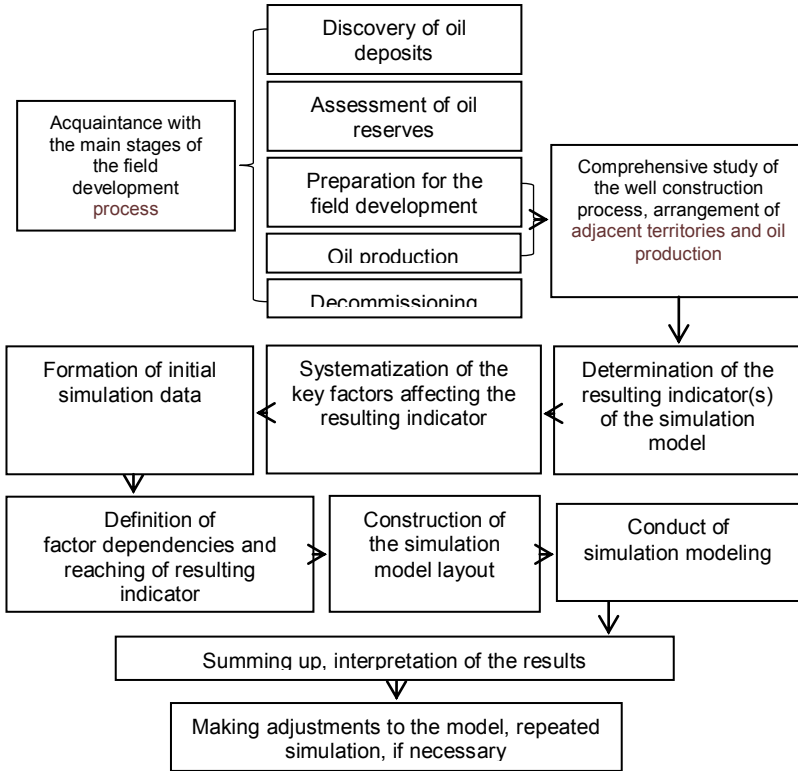 Acquaintance with
the main stages of
the field
development
process
Discovery of oil
deposits
Assessment of oil
reserves
Preparation for the
field development
Oil production
Decommissioning
Comprehensive study of
the well construction
process, arrangement of
adjacent territories and oil
production
Determination of the
resulting indicator(s)
of the simulation
model
Systematization of the
key factors affecting the
resulting indicator
Formation of initial
simulation data
Definition of
factor dependencies and
reaching of resulting
indicator
Construction of
the simulation
model layout
Conduct of
simulation modeling
Summing up, interpretation of the results
Making adjustments to the model, repeated
simulation, if necessary